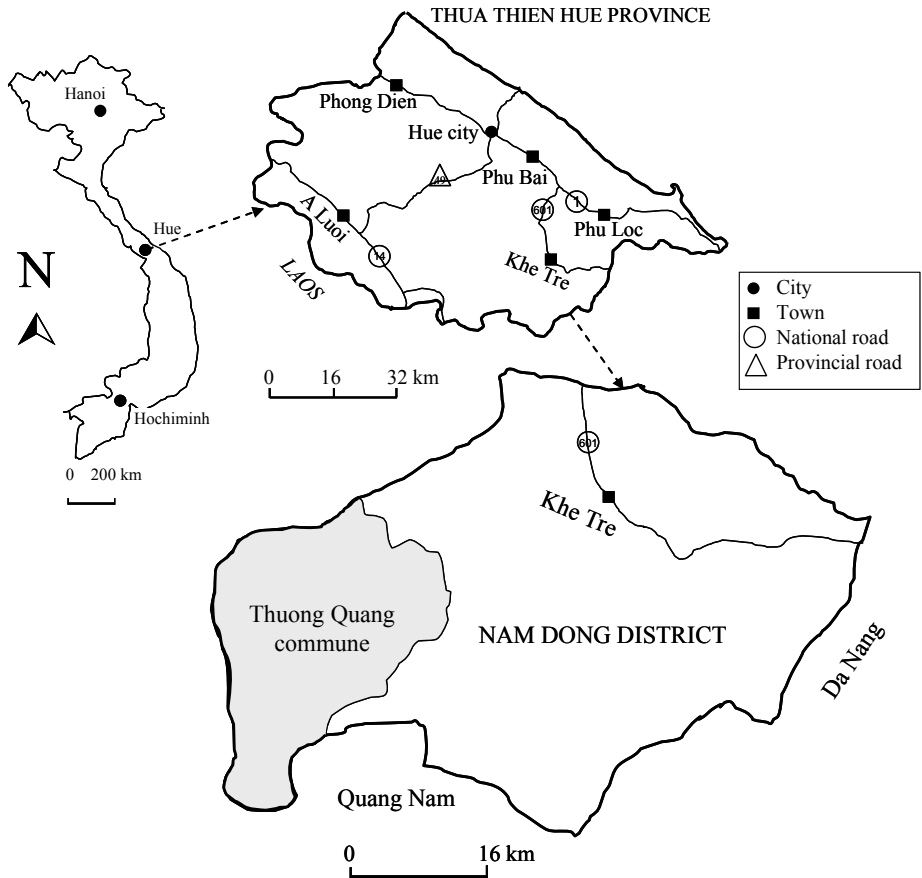 THUA THIEN HUE PROVINCE
Hanoi
Phong Dien
Hue city
Phu Bai
49
A Luoi
601
1
Phu Loc
Hue
14
Khe Tre
LAOS
N
City
Town
National road
Provincial road
0 16 32 km
Hochiminh
0 200 km
601
Khe Tre
Thuong Quang
commune
NAM DONG DISTRICT
Da Nang
Quang Nam
0 16 km